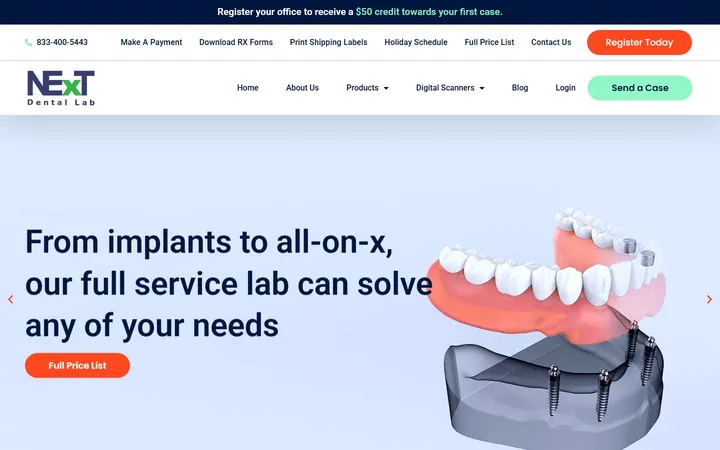 Register your office to receive a $50 credit towards your first case.
833-400-5443
Make A Payment
Download RX Forms
Print Shipping Labels
Holiday Schedule
Full Price List
Contact Us
Register Today
NExT
Dental Lab
Home
About Us
Products
Digital Scanners
Blog
Login
Send a Case
From implants to all-on-x,
our full service lab can solve
any of your needs
Full Price List